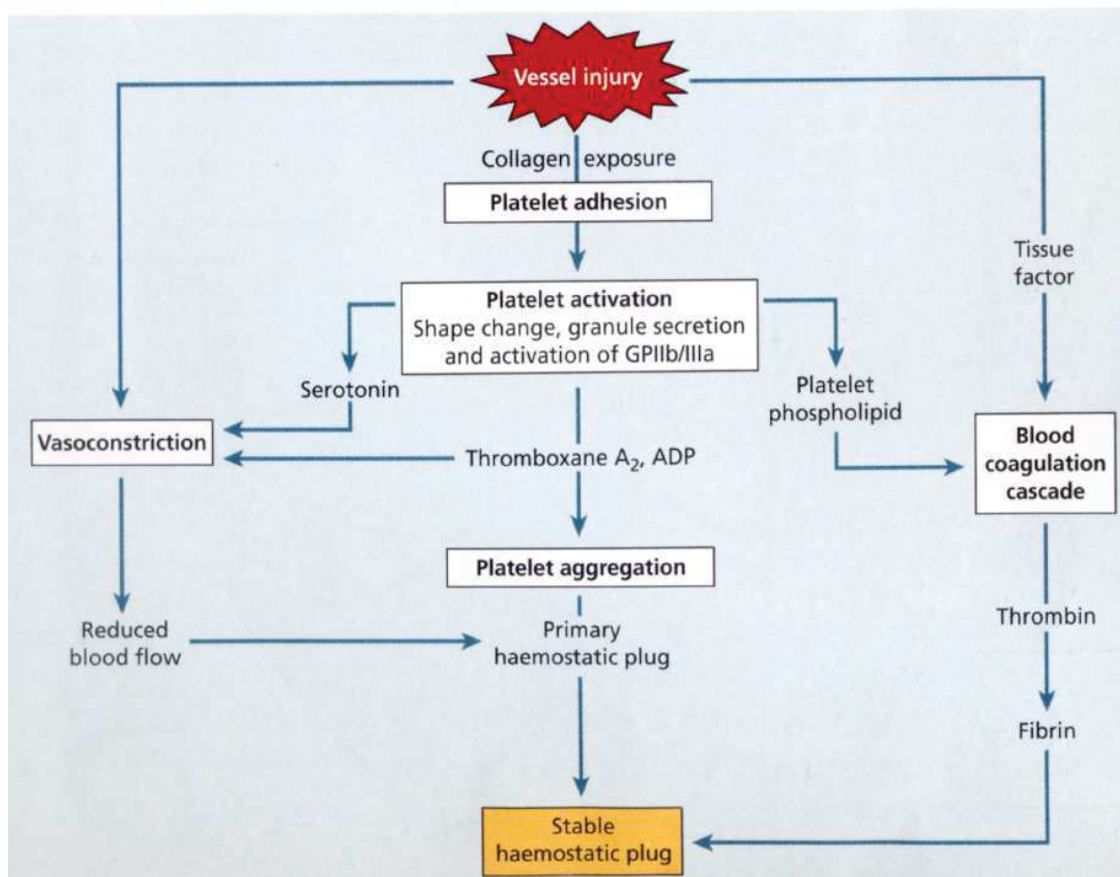 Vessel injury
Collagen exposure
Platelet adhesion
Tissue
factor
Platelet activation
Shape change, granule secretion
and activation of GPIIb/IIIa
Serotonin
Platelet
phospholipid
Vasoconstriction
Thromboxane A₂, ADP
Blood
coagulation
cascade
Platelet aggregation
Reduced
blood flow
Primary
haemostatic plug
Thrombin
Fibrin
Stable
haemostatic plug